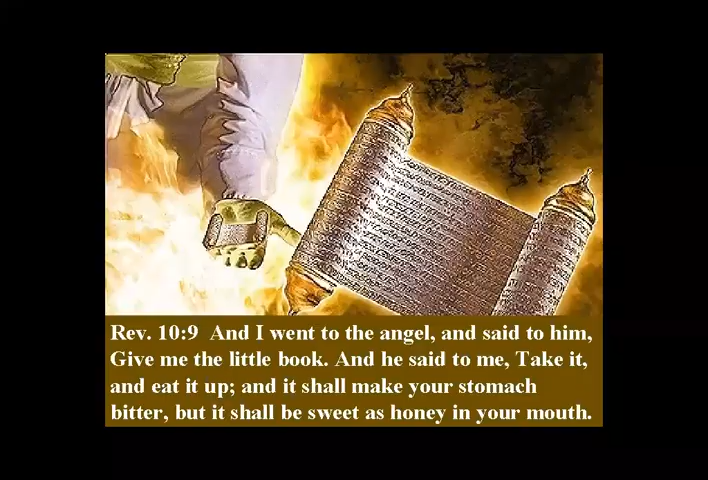 Rev. 10:9  And I went to the angel, and said to him,
Give me the little book. And he said to me, Take it,
and eat it up; and it shall make your stomach
bitter, but it shall be sweet as honey in your mouth.